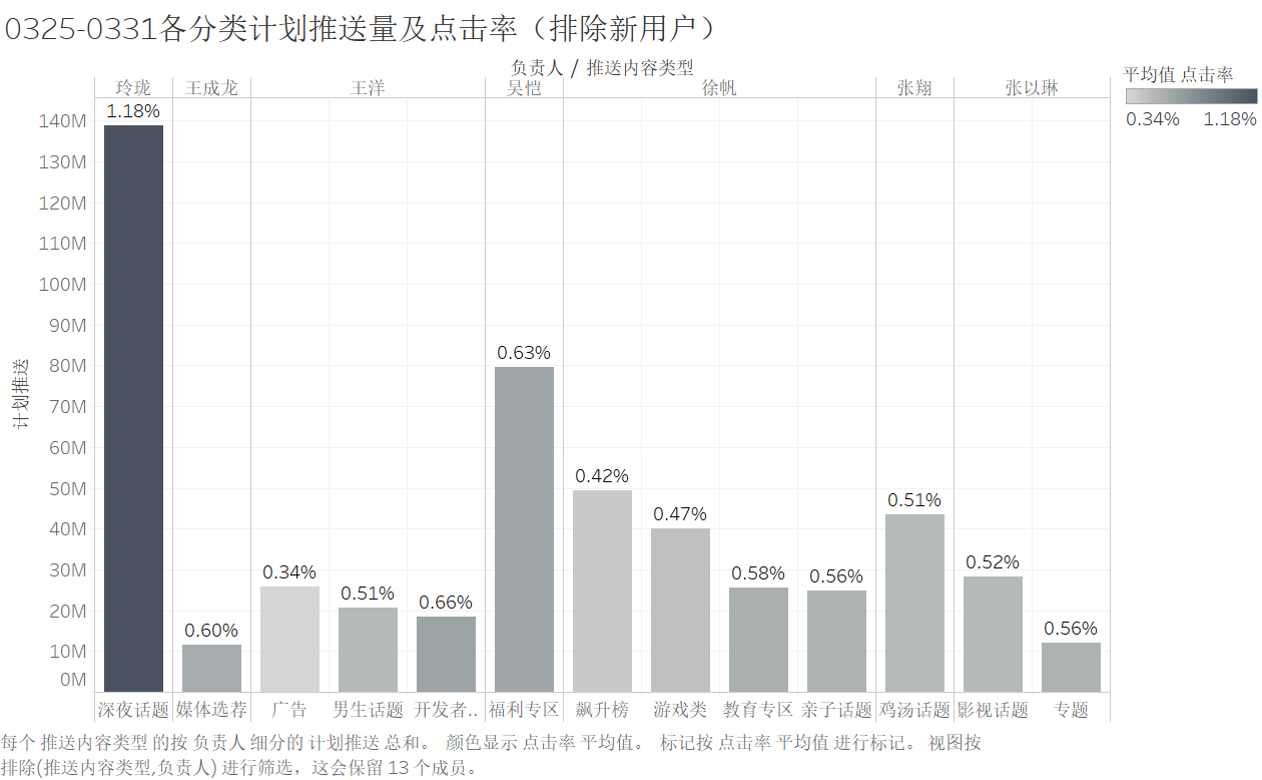 0325-0331各分类计划推送量及点击率（排除新用户）
负责人 / 推送内容类型
玲珑 王成龙 王洋 吴恺 徐帆 张翔 张以琳
平均值 点击率
0.34% 1.18%
计划推送
140M
130M
120M
110M
100M
90M
80M
70M
60M
50M
40M
30M
20M
10M
0M
1.18%
0.60%
0.34%
0.51%
0.66%
0.63%
0.42%
0.47%
0.58%
0.56%
0.51%
0.52%
0.56%
深夜话题 媒体选荐 广告 男生话题 开发者.. 福利专区 飙升榜 游戏类 教育专区 亲子话题 鸡汤话题 影视话题 专题
每个 推送内容类型 的按 负责人 细分的 计划推送 总和。 颜色显示 点击率 平均值。 标记按 点击率 平均值 进行标记。 视图按
排除(推送内容类型,负责人) 进行筛选，这会保留 13 个成员。